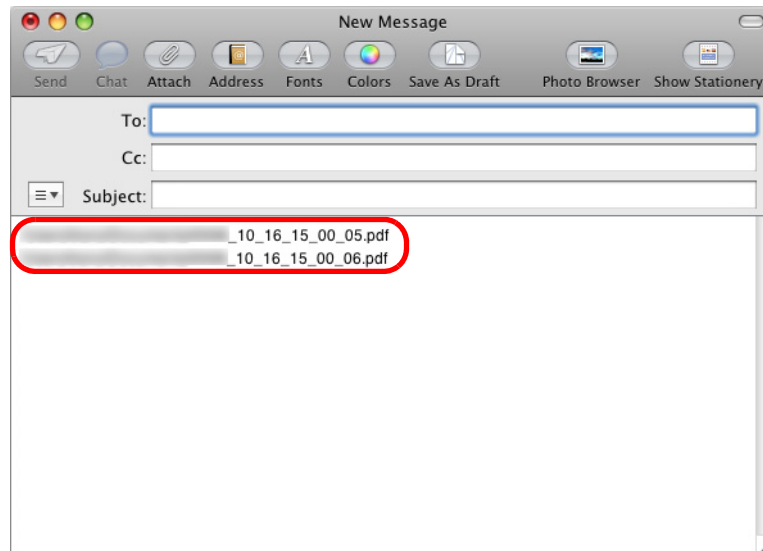 New Message
Send Chat Attach Address Fonts Colors Save As Draft Photo Browser Show Stationery
To:
Cc:
Subject:
_10_16_15_00_05.pdf
_10_16_15_00_06.pdf